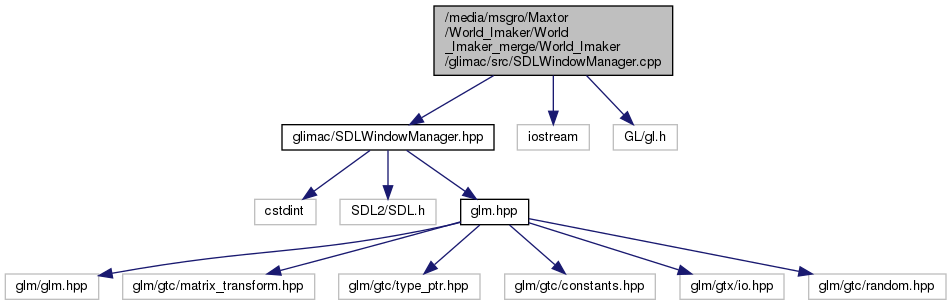 /media/msgro/Maxtor
/World_Imaker/World
_Imaker_merge/World_Imaker
/glimac/src/SDLWindowManager.cpp
glimac/SDLWindowManager.hpp
iostream
GL/gl.h
cstdint
SDL2/SDL.h
glm.hpp
glm/glm.hpp
glm/gtc/matrix_transform.hpp
glm/gtc/type_ptr.hpp
glm/gtc/constants.hpp
glm/gtx/io.hpp
glm/gtc/random.hpp